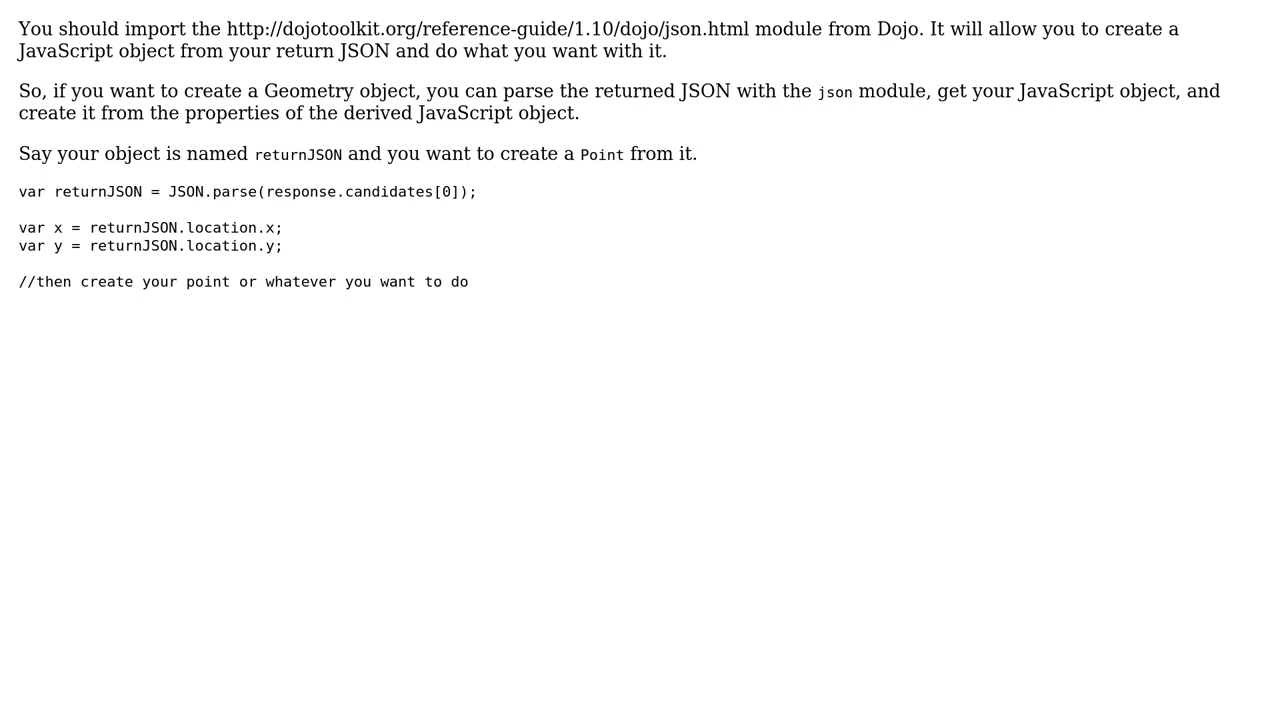 You should import the http://dojotoolkit.org/reference-guide/1.10/dojo/json.html module from Dojo. It will allow you to create a
JavaScript object from your return JSON and do what you want with it.
So, if you want to create a Geometry object, you can parse the returned JSON with the json module, get your JavaScript object, and
create it from the properties of the derived JavaScript object.
Say your object is named returnJSON and you want to create a Point from it.
var returnJSON = JSON.parse(response.candidates[0]);
var x = returnJSON.location.x;
var y = returnJSON.location.y;
//then create your point or whatever you want to do